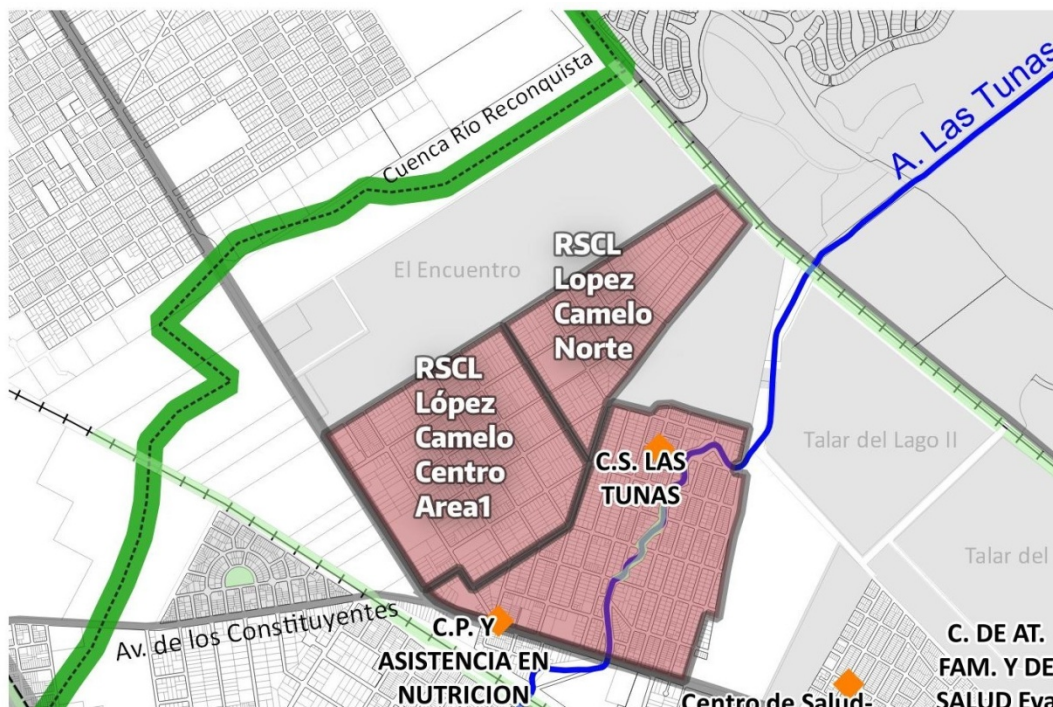 Cuenca Río Reconquista
A. Las Tunas
El Encuentro
RSCL
Lopez
Camelo
Norte
RSCL
López
Camelo
Centro
Area1
C.S. LAS
TUNAS
Talar del Lago II
Talar del
Av. de los Constituyentes
C.P. Y
ASISTENCIA EN
NUTRICION
Centro de Salud-
C. DE AT.
FAM. Y DE
SALUD Eva